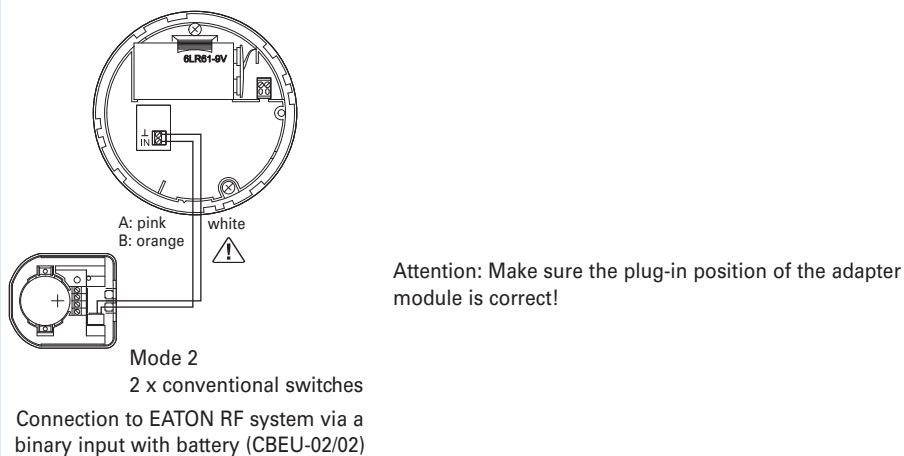 6LR61-9V
⊥
IN
A: pink
white
B: orange
Attention: Make sure the plug-in position of the adapter
module is correct!
Mode 2
2 x conventional switches
Connection to EATON RF system via a
binary input with battery (CBEU-02/02)